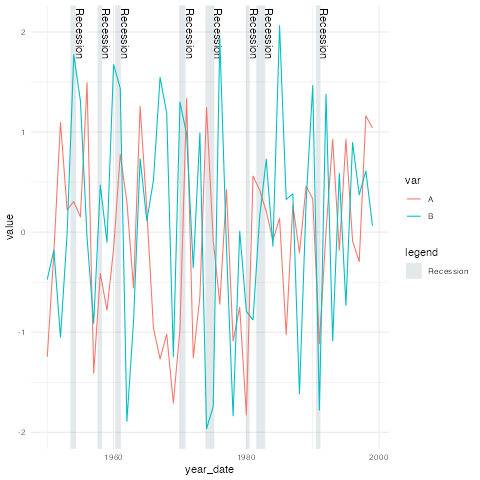 Recession
Recession
Recession
Recession
Recession
Recession
Recession
Recession
2
1
0
-1
-2
value
1960
1980
2000
year_date
var
A
B
legend
Recession